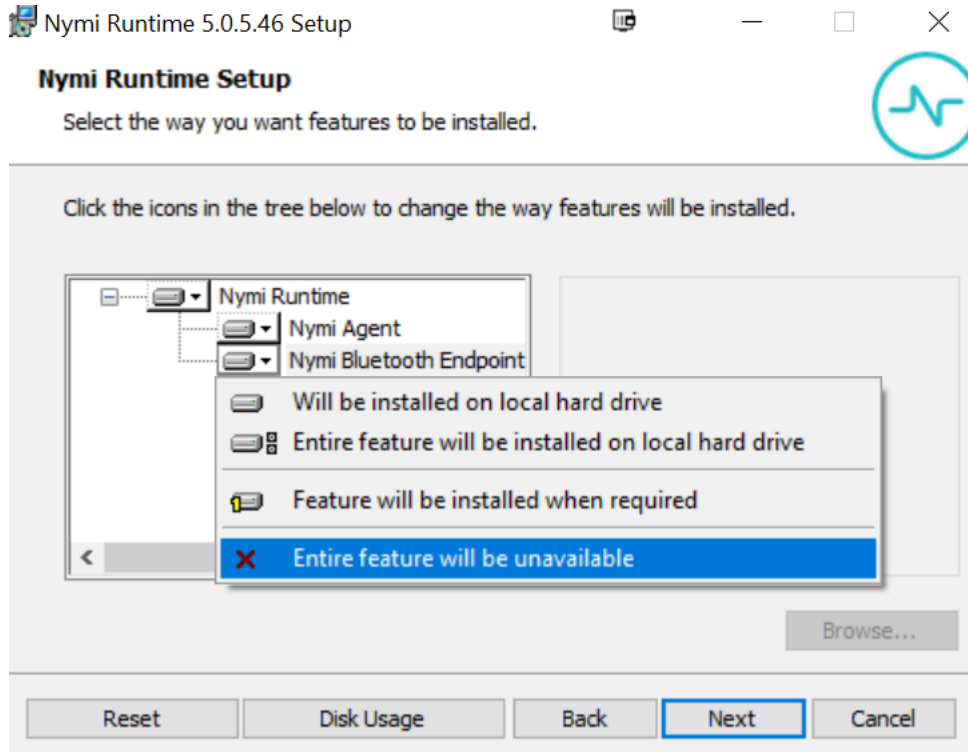 Nymi Runtime 5.0.5.46 Setup
Nymi Runtime Setup
Select the way you want features to be installed.
Click the icons in the tree below to change the way features will be installed.
Nymi Runtime
Nymi Agent
Nymi Bluetooth Endpoint
Will be installed on local hard drive
Entire feature will be installed on local hard drive
Feature will be installed when required
Entire feature will be unavailable
Browse...
Reset Disk Usage Back Next Cancel